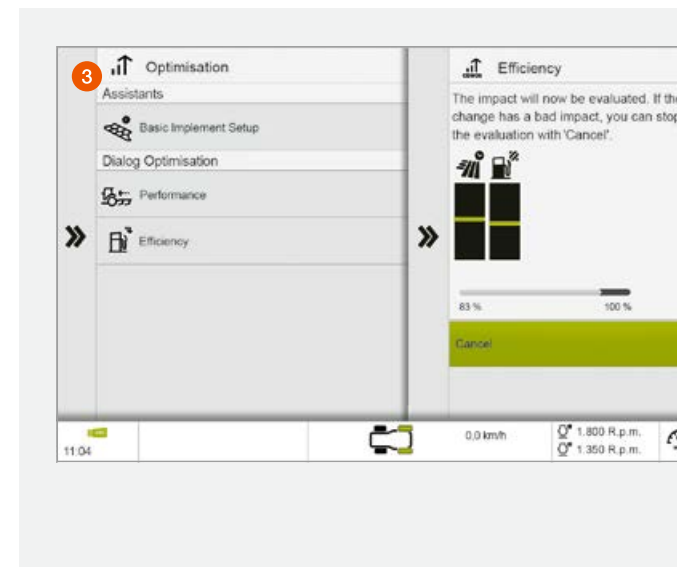 3
Optimisation
Assistants
Basic Implement Setup
Dialog Optimisation
Performance
Efficiency
Efficiency
The impact will now be evaluated. If the
change has a bad impact, you can stop
the evaluation with 'Cancel'.
83 %
100 %
Cancel
11:04
0,0 km/h
1.800 R.p.m.
1.350 R.p.m.